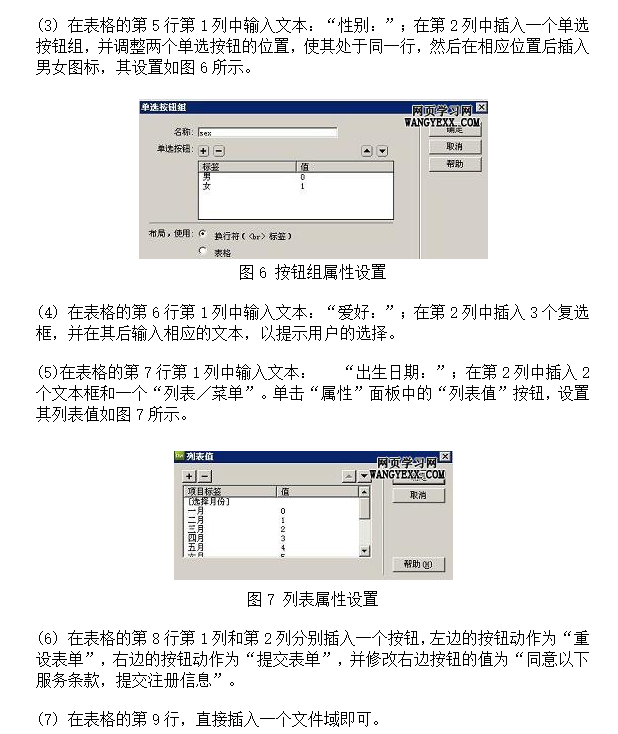 (3) 在表格的第5行第1列中输入文本：“性别：”；在第2列中插入一个单选
按钮组，并调整两个单选按钮的位置，使其处于同一行，然后在相应位置后插入
男女图标，其设置如图6所示。
单选按钮组
网页学习网
WANGYEXX.COM
名称: sex
确定
单选按钮:
取消
标签 值
帮助
男 0
女 1
布局，使用: 换行符( <br> 标签)
表格
图6 按钮组属性设置
(4) 在表格的第6行第1列中输入文本：“爱好：”；在第2列中插入3个复选
框，并在其后输入相应的文本，以提示用户的选择。
(5)在表格的第7行第1列中输入文本： “出生日期：”；在第2列中插入2
个文本框和一个“列表／菜单”。单击“属性”面板中的“列表值”按钮，设置
其列表值如图7所示。
Dw 列表值
网页学习网
WANGYEXX.COM
项目标签 值
取消
[选择月份]
一月 0
二月 1
三月 2
四月 3
五月 4
六月 5
帮助(H)
图7 列表属性设置
(6) 在表格的第8行第1列和第2列分别插入一个按钮，左边的按钮动作为“重
设表单”，右边的按钮动作为“提交表单”，并修改右边按钮的值为“同意以下
服务条款，提交注册信息”。
(7) 在表格的第9行，直接插入一个文件域即可。